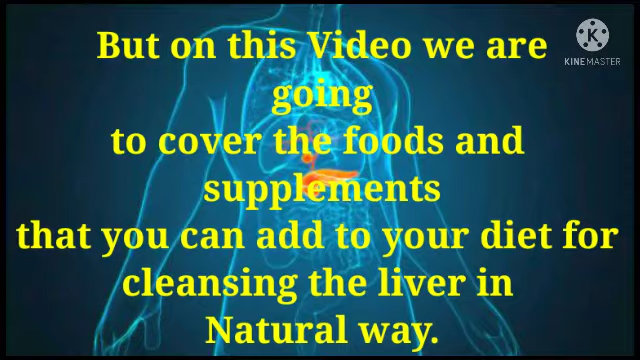 But on this Video we are
going
to cover the foods and
supplements
that you can add to your diet for
cleansing the liver in
Natural way.
KINEMASTER